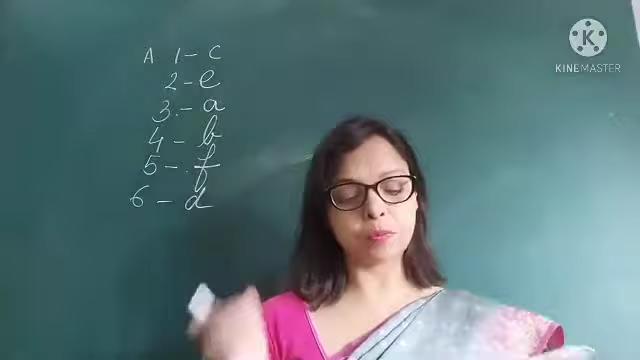 A 1 - C
2 - e
3. - a
4 - b
5 - . f
6 - d
K
KINEMASTER